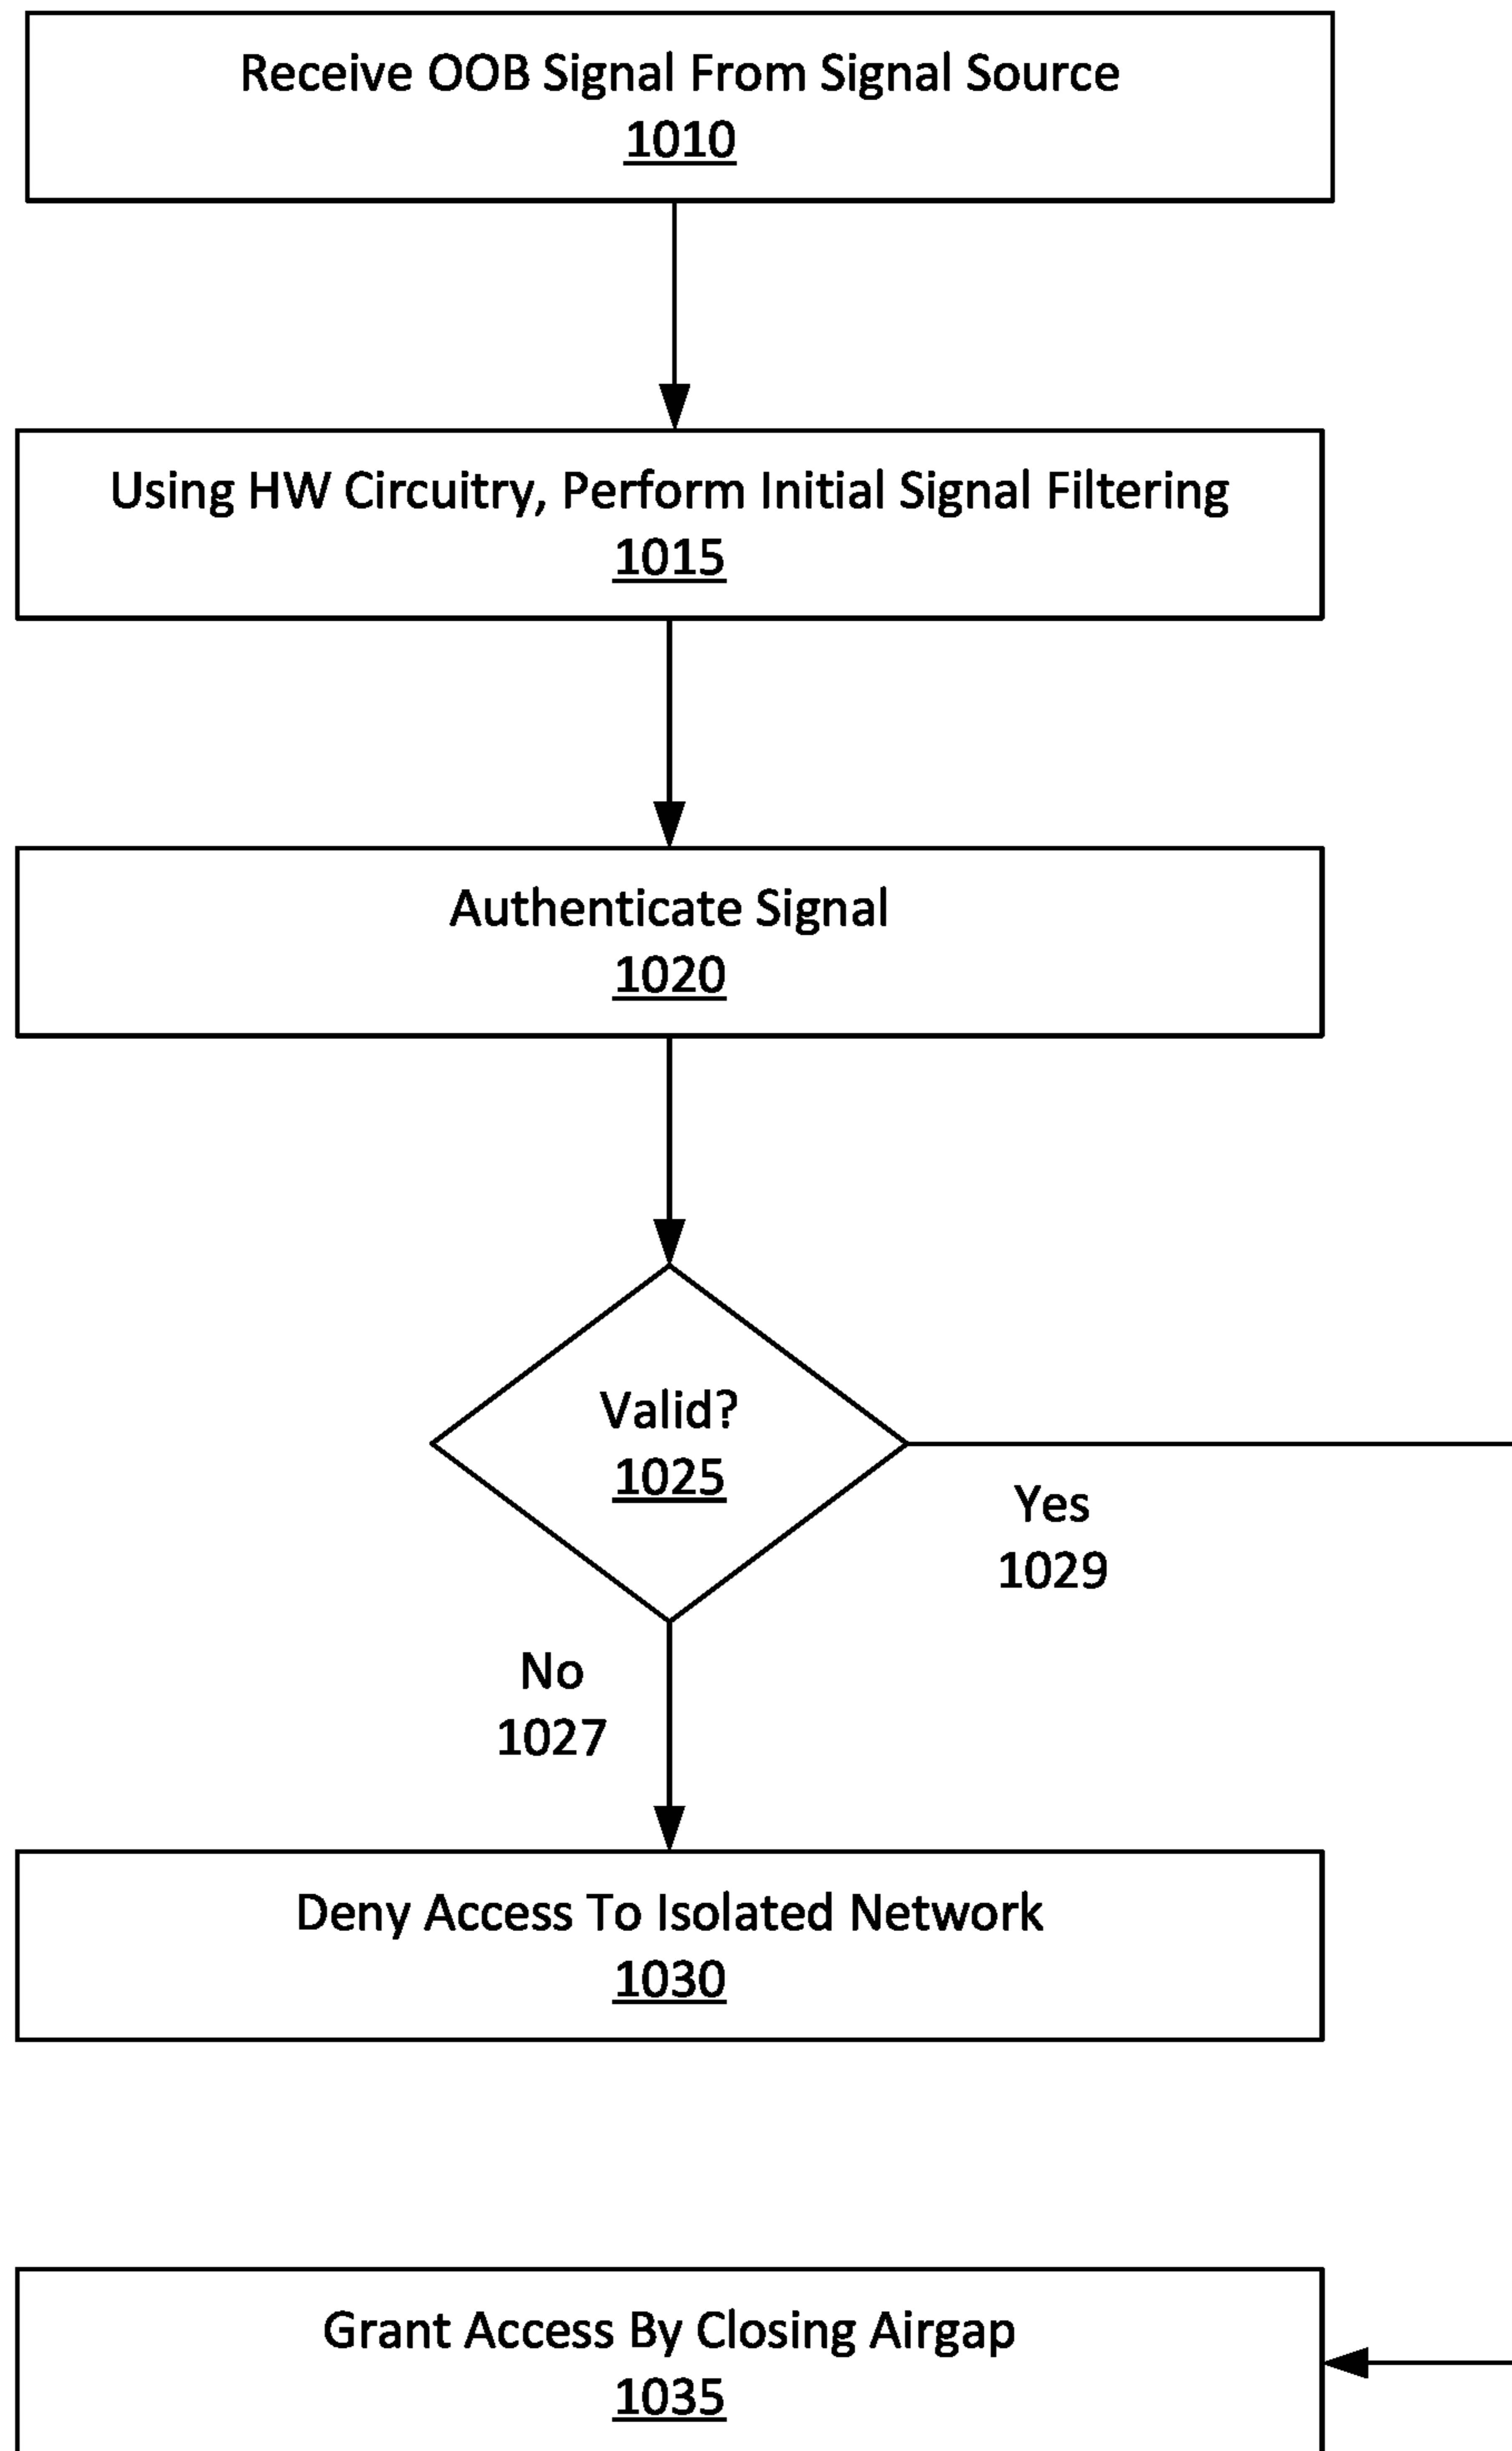 Receive OOB Signal From Signal Source
1010
Using HW Circuitry, Perform Initial Signal Filtering
1015
Authenticate Signal
1020
Valid?
1025
Yes
1029
No
1027
Deny Access To Isolated Network
1030
Grant Access By Closing Airgap
1035